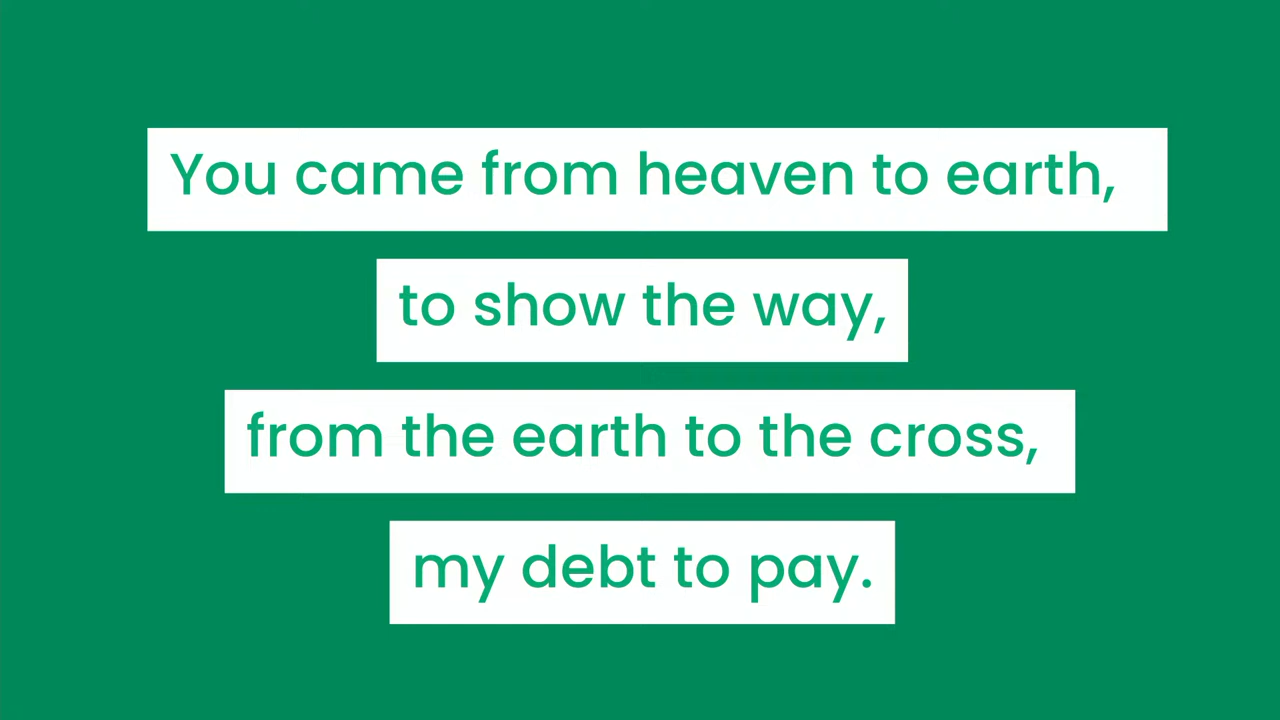 You came from heaven to earth,
to show the way,
from the earth to the cross,
my debt to pay.